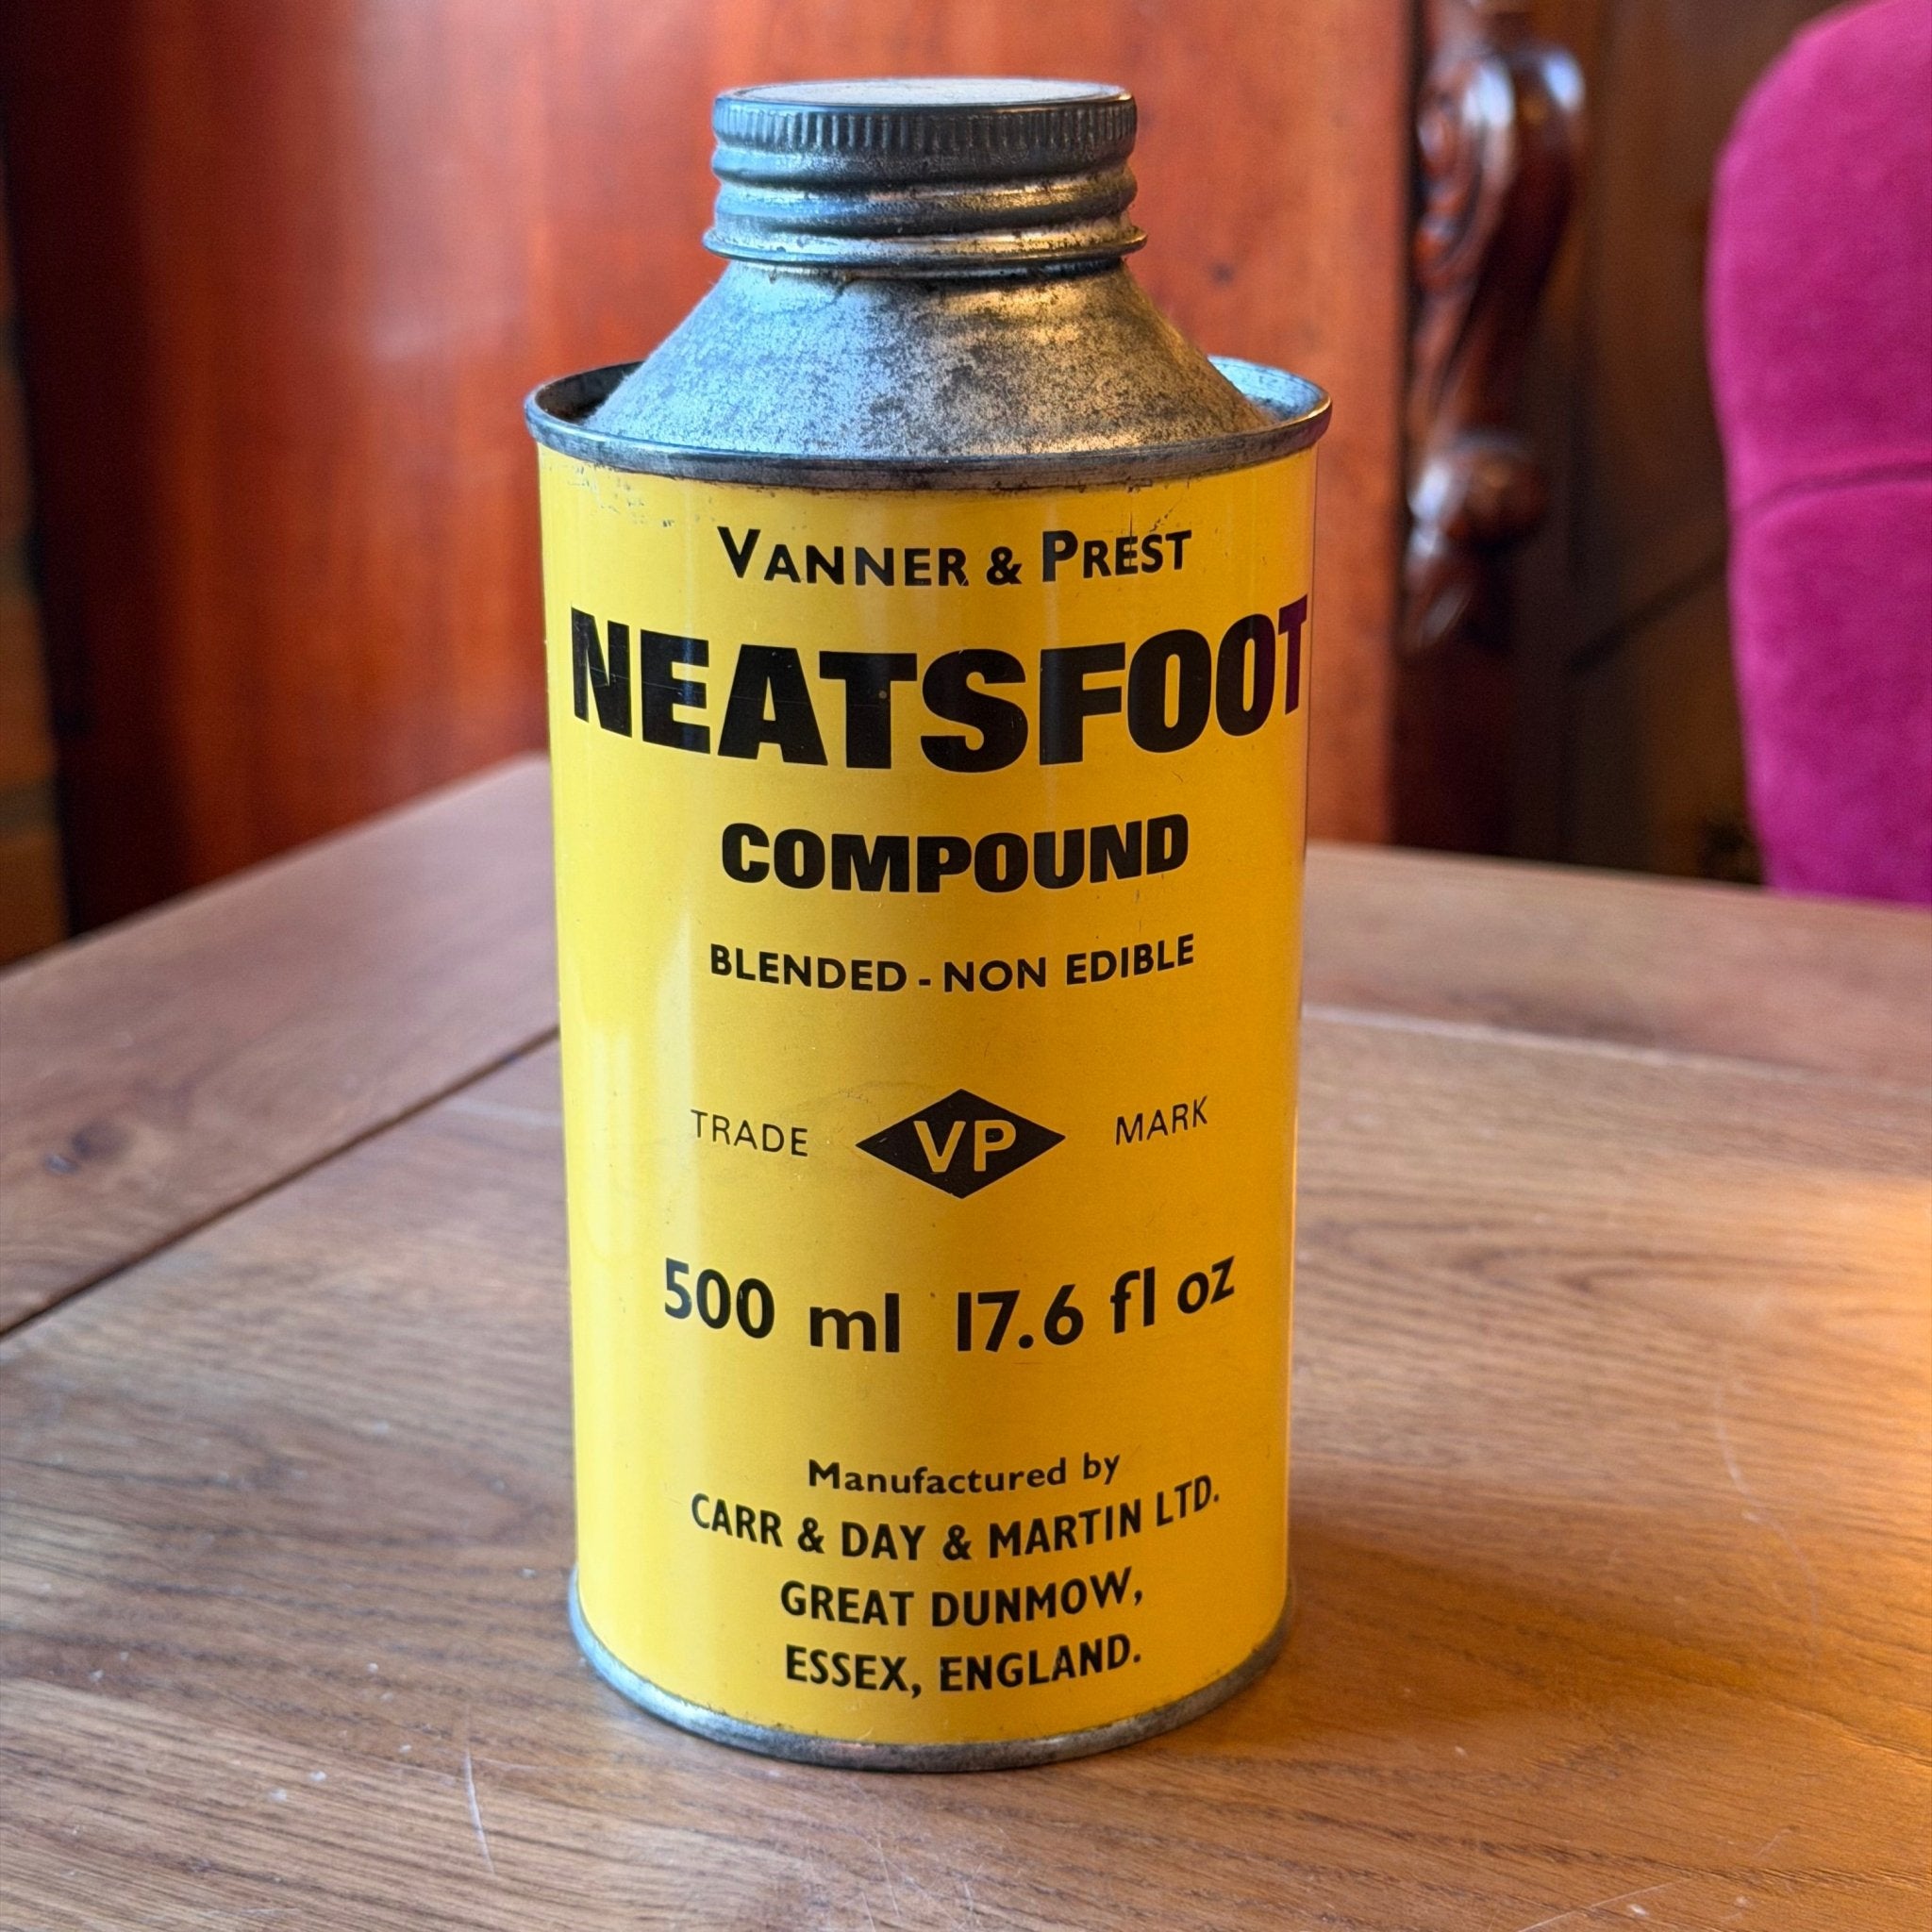 VANNER & PREST
NEATSFOOT
COMPOUND
BLENDED - NON EDIBLE
TRADE VP MARK
500 ml 17.6 fl oz
Manufactured by
CARR & DAY & MARTIN LTD.
GREAT DUNMOW,
ESSEX, ENGLAND.